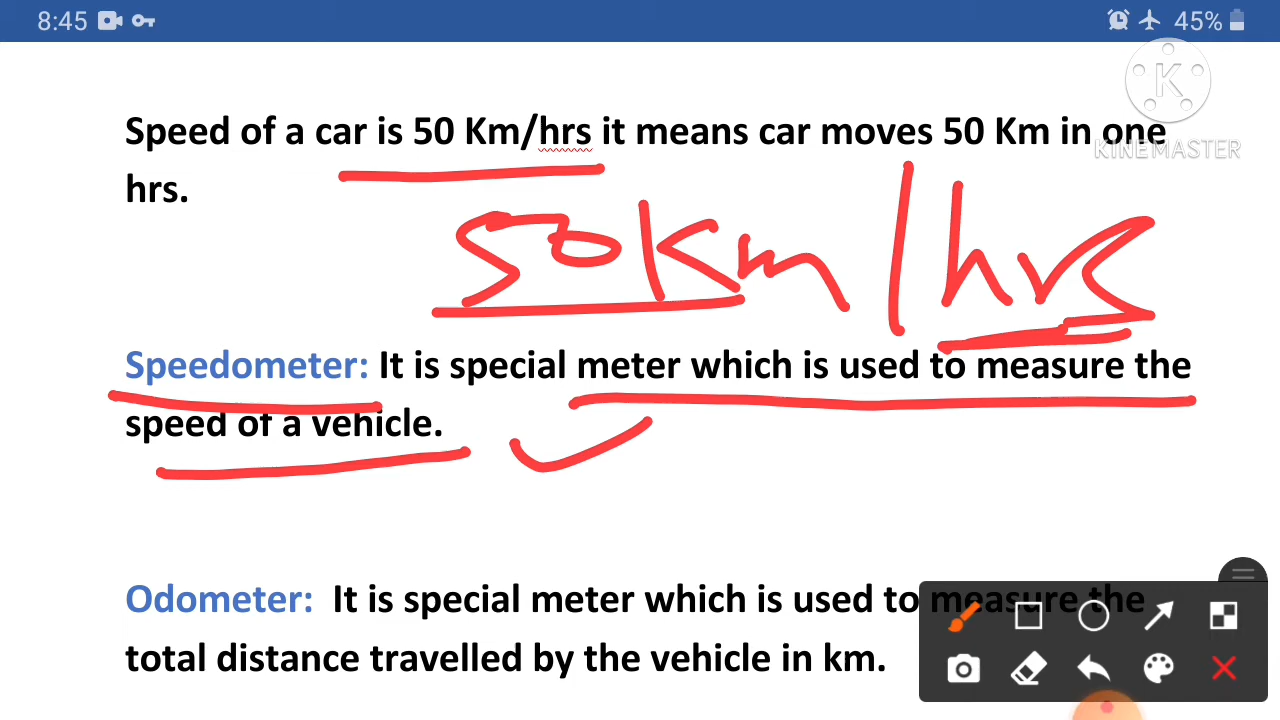 8:45
45%
K
KINEMASTER
Speed of a car is 50 Km/hrs it means car moves 50 Km in one
hrs.
50 Km/hrs
Speedometer: It is special meter which is used to measure the
speed of a vehicle.
Odometer: It is special meter which is used to measure the
total distance travelled by the vehicle in km.